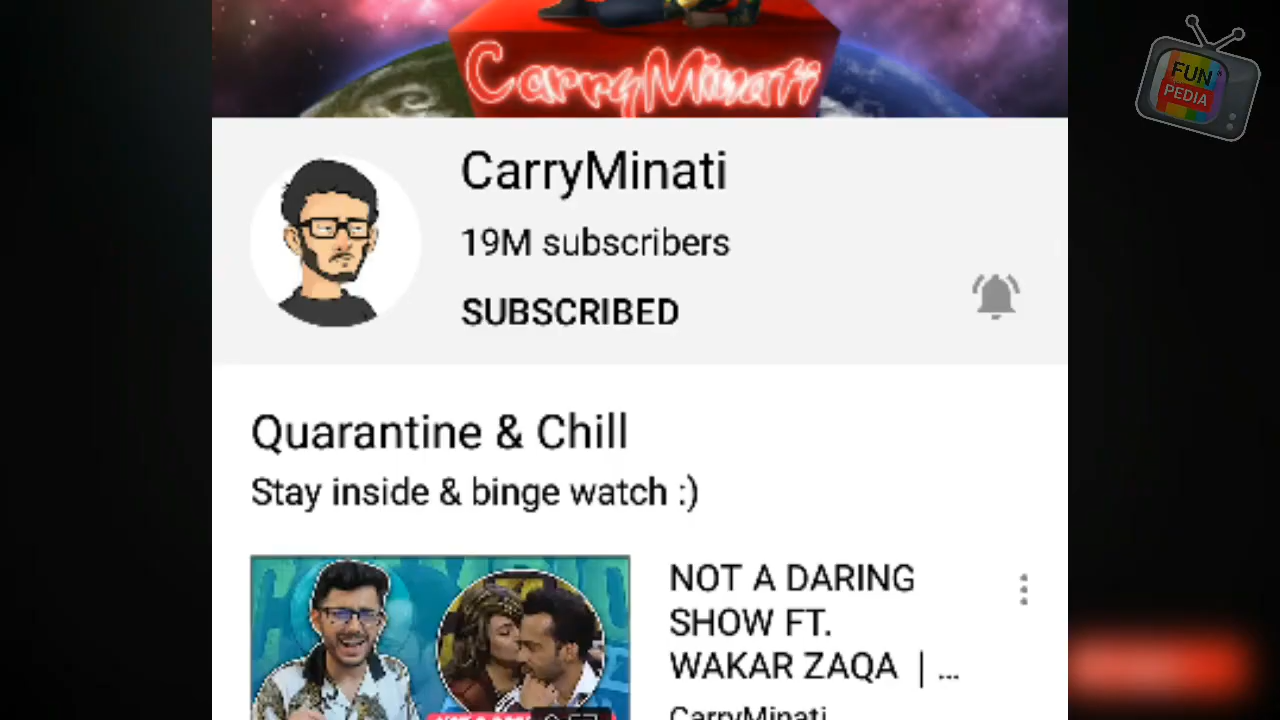 CarryMinati
FUN
PEDIA
CarryMinati
19M subscribers
SUBSCRIBED
Quarantine & Chill
Stay inside & binge watch :)
NOT A DARING
SHOW FT.
WAKAR ZAQA | ...
CarryMinati